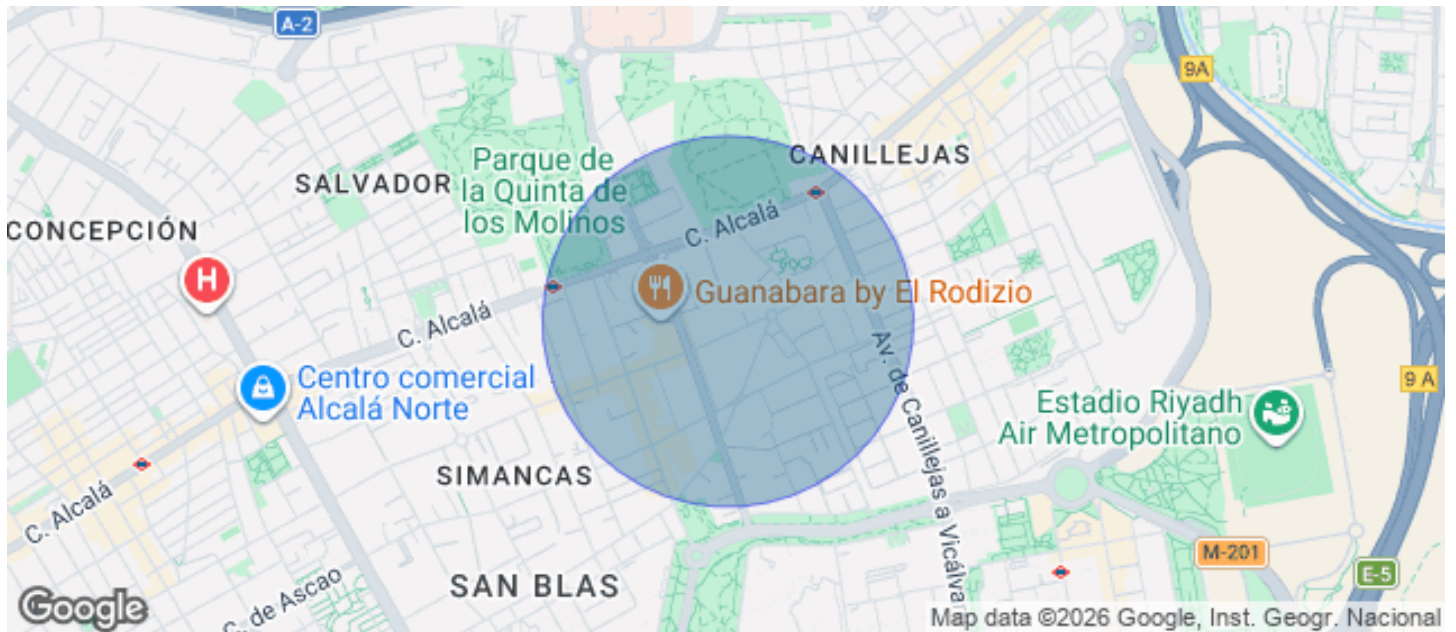 A-2
9A
Parque de
la Quinta de
los Molinos
CANILLEJAS
SALVADOR
CONCEPCIÓN
C. Alcalá
H
Guanabara by El Rodizio
C. Alcalá
Centro comercial
Alcalá Norte
Av. de Canillejas a Vicálva
9 A
Estadio Riyadh
Air Metropolitano
SIMANCAS
C. Alcalá
M-201
E-5
SAN BLAS
C. de Ascao
Google
Map data ©2026 Google, Inst. Geogr. Nacional